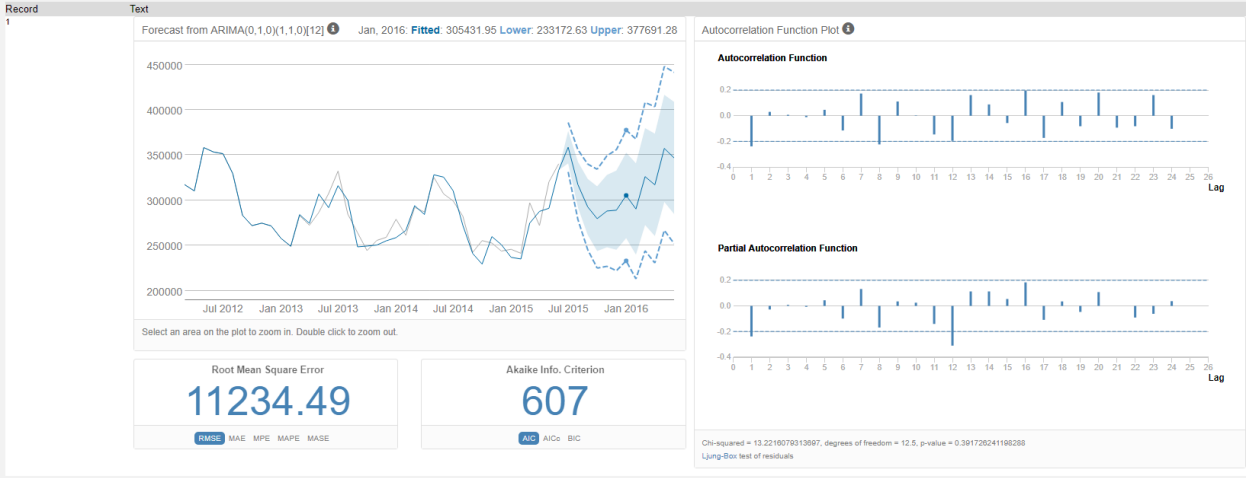 Record Text
1
Forecast from ARIMA(0,1,0)(1,1,0)[12] Jan, 2016: Fitted: 305431.95 Lower: 233172.63 Upper: 377691.28
450000
400000
350000
300000
250000
200000
Jul 2012 Jan 2013 Jul 2013 Jan 2014 Jul 2014 Jan 2015 Jul 2015 Jan 2016
Select an area on the plot to zoom in. Double click to zoom out.
Root Mean Square Error
11234.49
RMSE MAE MPE MAPE MASE
Akaike Info. Criterion
607
AIC AICc BIC
Autocorrelation Function Plot
Autocorrelation Function
0.2
0.0
-0.2
-0.4
0 1 2 3 4 5 6 7 8 9 10 11 12 13 14 15 16 17 18 19 20 21 22 23 24 25 26
Lag
Partial Autocorrelation Function
0.2
0.0
-0.2
-0.4
0 1 2 3 4 5 6 7 8 9 10 11 12 13 14 15 16 17 18 19 20 21 22 23 24 25 26
Lag
Chi-squared = 13.2216079313697, degrees of freedom = 12.5, p-value = 0.391726241198288
Ljung-Box test of residuals